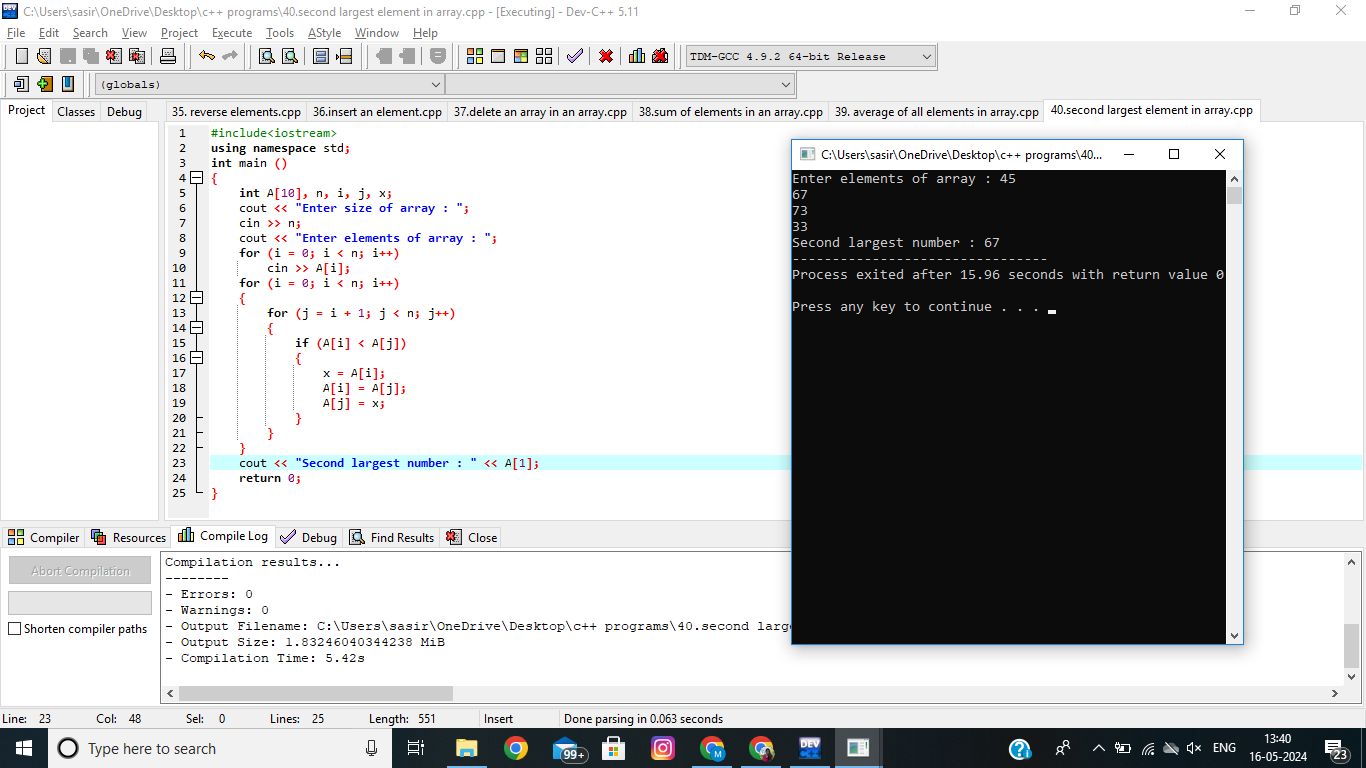 C:\Users\sasir\OneDrive\Desktop\c++ programs\40.second largest element in array.cpp - [Executing] - Dev-C++ 5.11
File Edit Search View Project Execute Tools AStyle Window Help
TDM-GCC 4.9.2 64-bit Release
(globals)
Project Classes Debug
35. reverse elements.cpp 36.insert an element.cpp 37.delete an array in an array.cpp 38.sum of elements in an array.cpp 39. average of all elements in array.cpp 40.second largest element in array.cpp
1 #include<iostream>
2 using namespace std;
3 int main ()
4 {
5 int A[10], n, i, j, x;
6 cout << "Enter size of array : ";
7 cin >> n;
8 cout << "Enter elements of array : ";
9 for (i = 0; i < n; i++)
10 cin >> A[i];
11 for (i = 0; i < n; i++)
12 {
13 for (j = i + 1; j < n; j++)
14 {
15 if (A[i] < A[j])
16 {
17 x = A[i];
18 A[i] = A[j];
19 A[j] = x;
20 }
21 }
22 }
23 cout << "Second largest number : " << A[1];
24 return 0;
25 }
C:\Users\sasir\OneDrive\Desktop\c++ programs\40...
Enter elements of array : 45
67
73
33
Second largest number : 67
--------------------------------
Process exited after 15.96 seconds with return value 0
Press any key to continue . . .
Compiler Resources Compile Log Debug Find Results Close
Abort Compilation
Shorten compiler paths
Compilation results...
--------
- Errors: 0
- Warnings: 0
- Output Filename: C:\Users\sasir\OneDrive\Desktop\c++ programs\40.second larg
- Output Size: 1.83246040344238 MiB
- Compilation Time: 5.42s
Line: 23 Col: 48 Sel: 0 Lines: 25 Length: 551 Insert Done parsing in 0.063 seconds
Type here to search
99+
M
DEV
ENG
13:40
16-05-2024
23